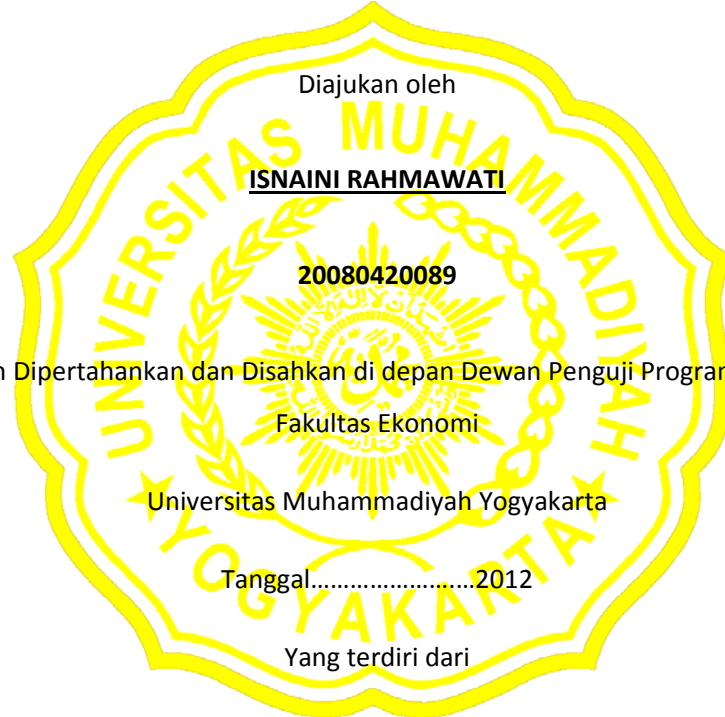 Diajukan oleh
UNIVERSITAS MUHAMMADIYAH
ISNAINI RAHMAWATI
20080420089
Dipertahankan dan Disahkan di depan Dewan Penguji
Fakultas Ekonomi
Universitas Muhammadiyah Yogyakarta
Tanggal........................2012
YOGYAKARTA
Yang terdiri dari